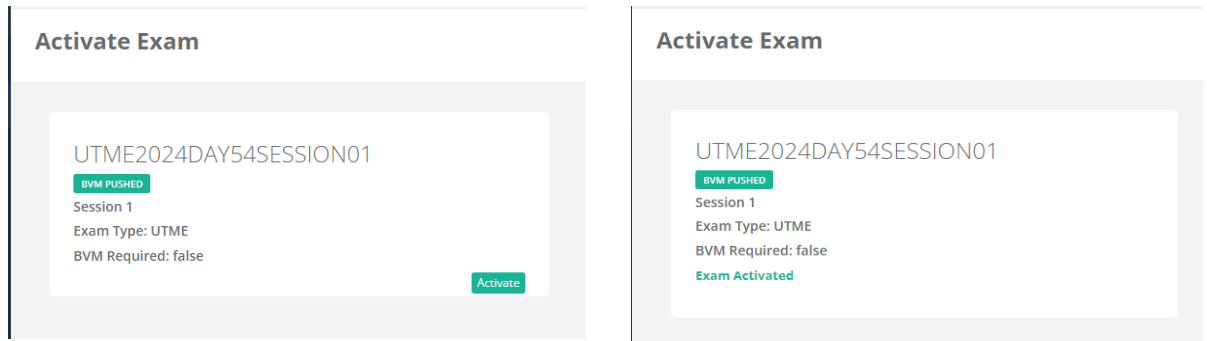 Activate Exam
UTME2024DAY54SESSION01
BVM PUSHED
Session 1
Exam Type: UTME
BVM Required: false
Activate
Activate Exam
UTME2024DAY54SESSION01
BVM PUSHED
Session 1
Exam Type: UTME
BVM Required: false
Exam Activated